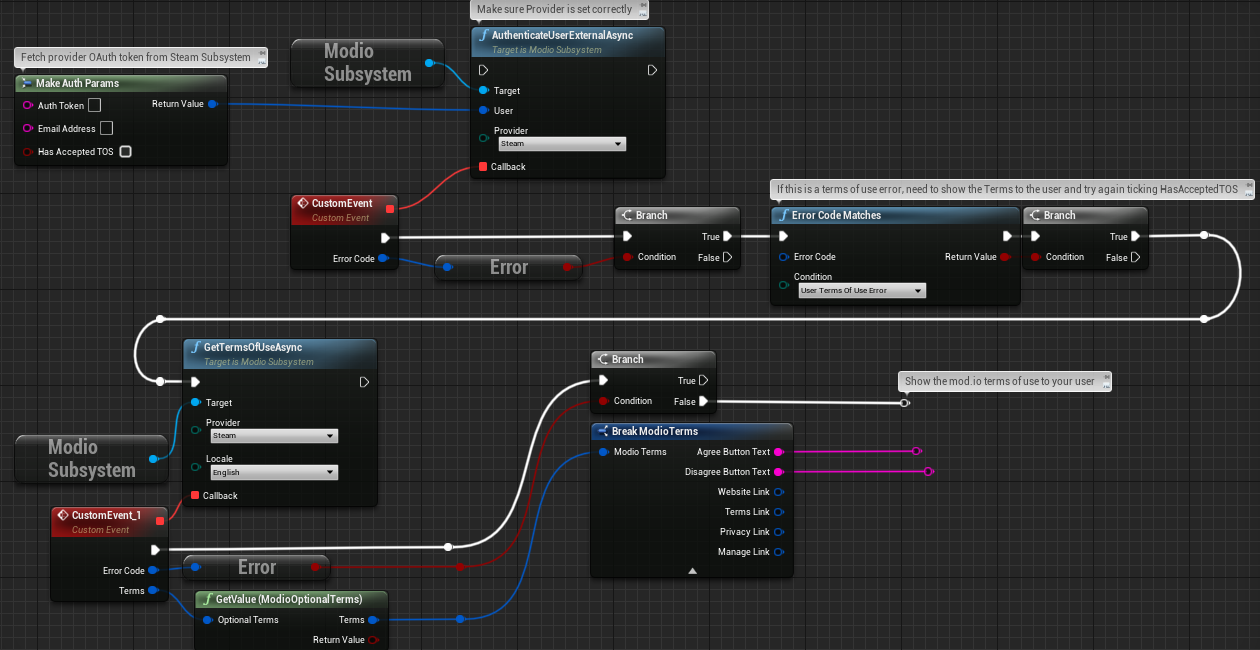 Make sure Provider is set correctly
AuthenticateUserExternalAsync
Target is Modio Subsystem
Target
User
Provider
Steam
Callback
Modio
Subsystem
Fetch provider OAuth token from Steam Subsystem
Make Auth Params
Auth Token
Return Value
Email Address
Has Accepted TOS
CustomEvent
Custom Event
Error Code
Error
Branch
True
Condition
False
If this is a terms of use error, need to show the Terms to the user and try again ticking HasAcceptedTOS
Error Code Matches
Error Code
Return Value
Condition
User Terms Of Use Error
Branch
True
Condition
False
GetTermsOfUseAsync
Target is Modio Subsystem
Target
Provider
Steam
Locale
English
Callback
Modio
Subsystem
CustomEvent_1
Custom Event
Error Code
Terms
Error
GetValue (ModioOptionalTerms)
Optional Terms
Terms
Return Value
Branch
True
Condition
False
Show the mod.io terms of use to your user
BreakModioTerms
Modio Terms
Agree Button Text
Disagree Button Text
Website Link
Terms Link
Privacy Link
Manage Link